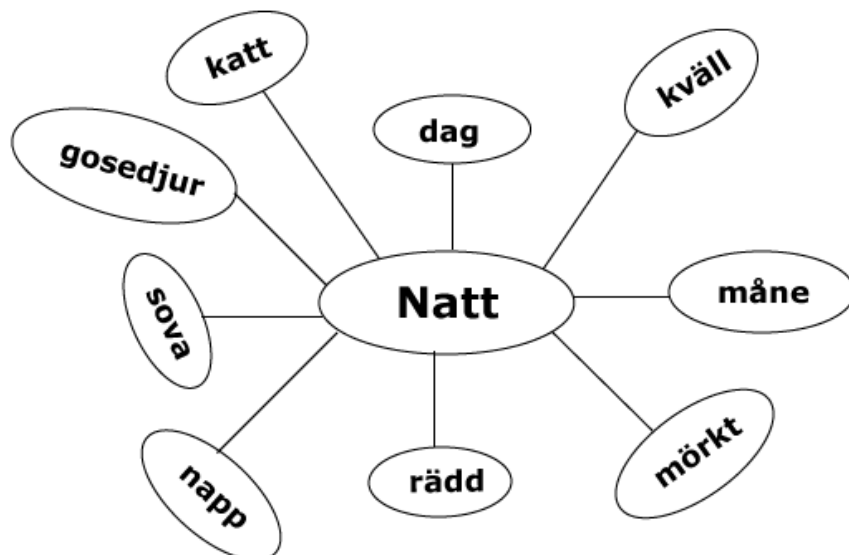 katt
kväll
dag
gosedjur
Natt
måne
sova
mörkt
rädd
napp